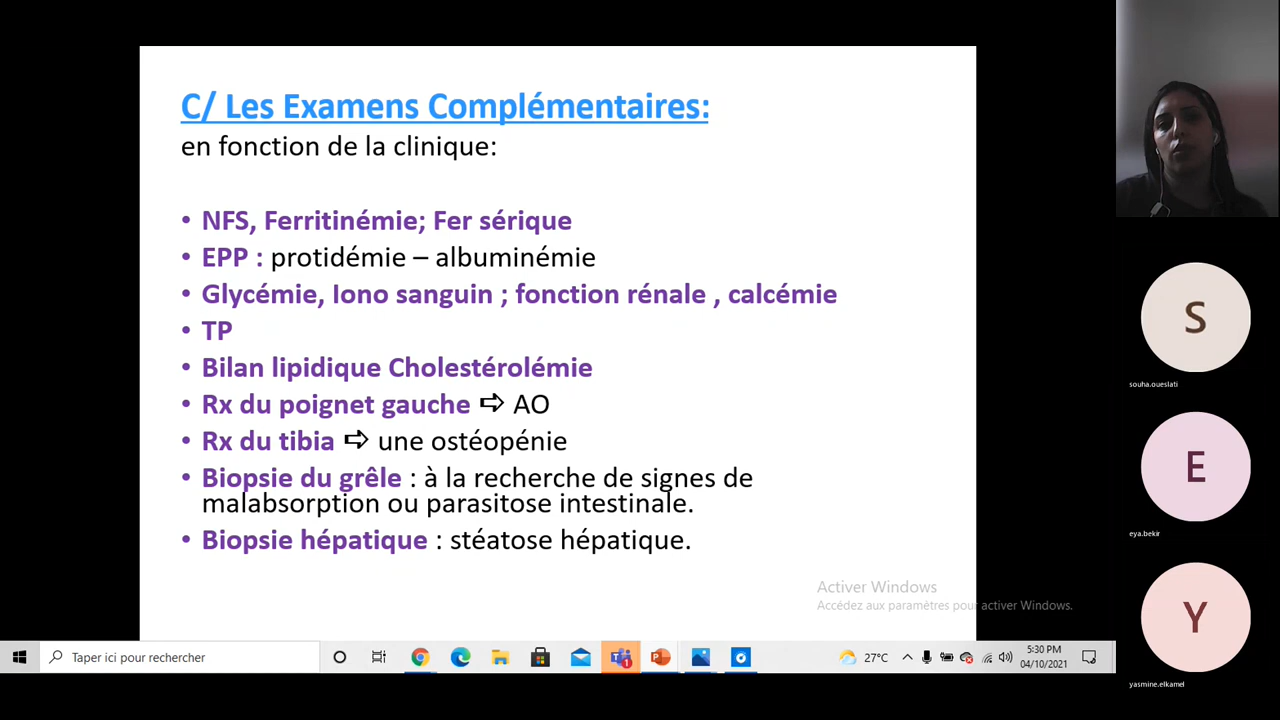 C/ Les Examens Complémentaires:
en fonction de la clinique:
• NFS, Ferritinémie; Fer sérique
• EPP : protidémie – albuminémie
• Glycémie, Iono sanguin ; fonction rénale , calcémie
• TP
• Bilan lipidique Cholestérolémie
• Rx du poignet gauche ⇨ AO
• Rx du tibia ⇨ une ostéopénie
• Biopsie du grêle : à la recherche de signes de
malabsorption ou parasitose intestinale.
• Biopsie hépatique : stéatose hépatique.
Activer Windows
Accédez aux paramètres pour activer Windows.
S
souha.oueslati
E
eya.bekir
Y
yasmine.elkamel
Taper ici pour rechercher
1
27°C
5:30 PM
04/10/2021